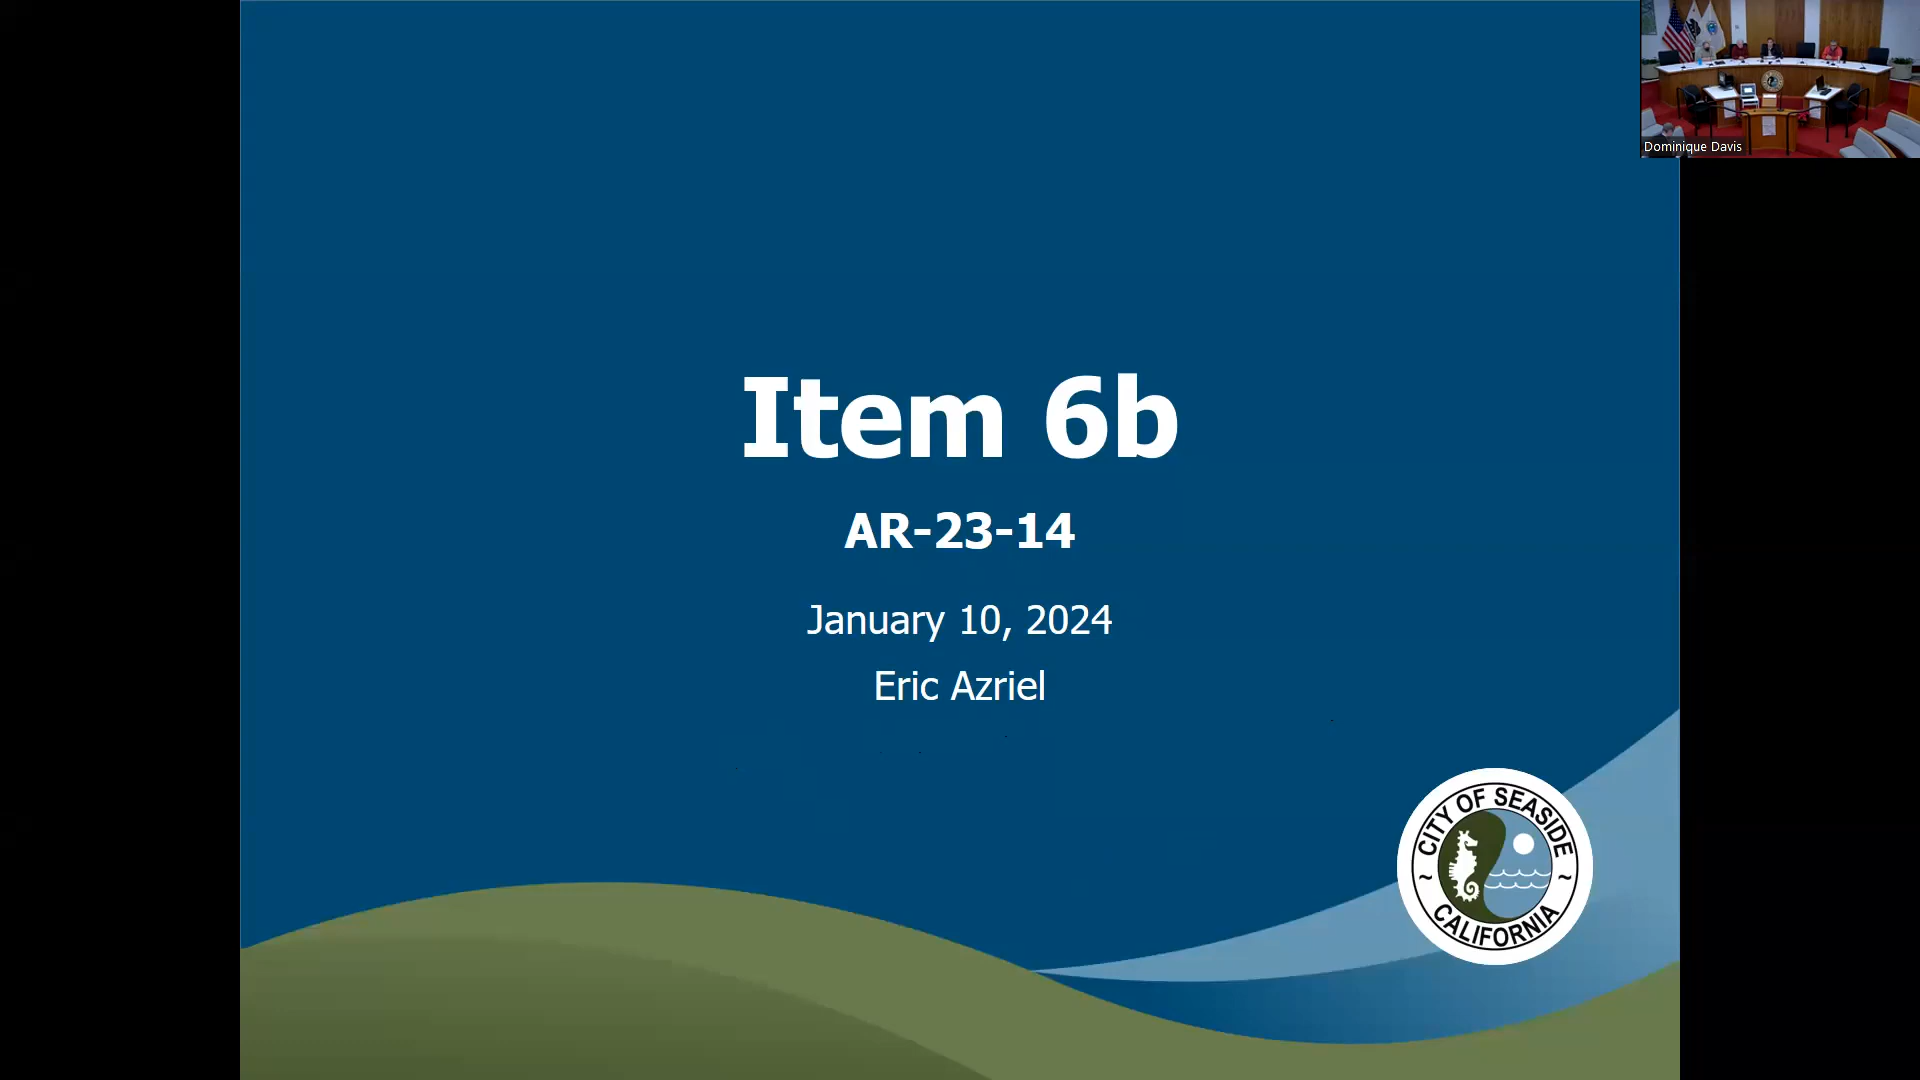 Dominique Davis
Item 6b
AR-23-14
January 10, 2024
Eric Azriel
~ CITY OF SEASIDE ~
CALIFORNIA